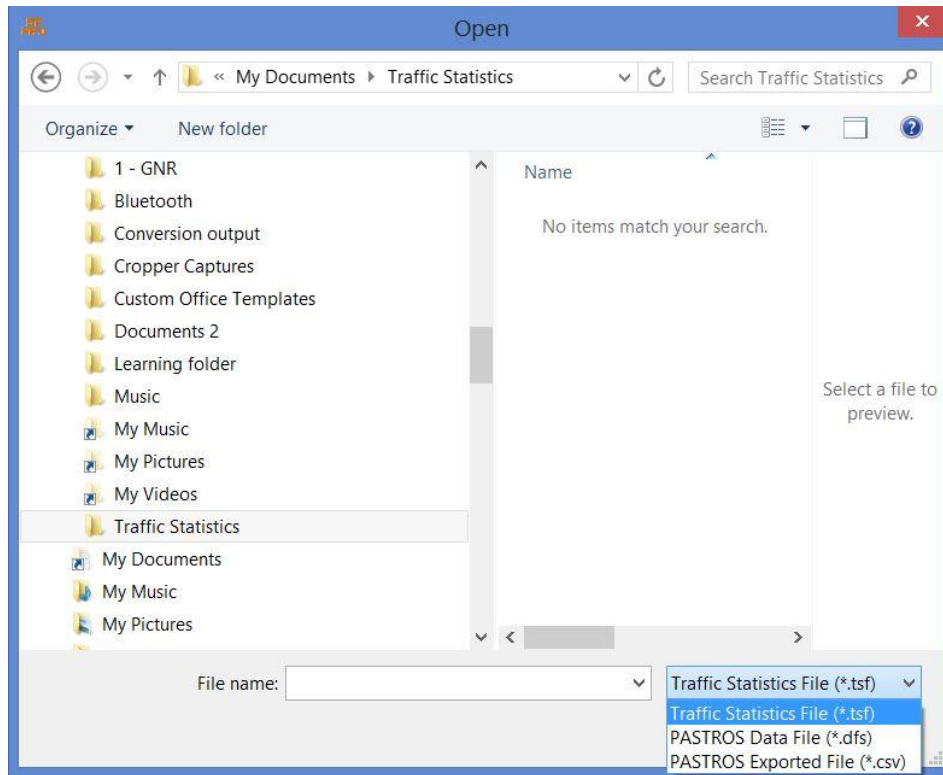 Open
« My Documents Traffic Statistics
Search Traffic Statistics
Organize New folder
1 - GNR
Bluetooth
Conversion output
Cropper Captures
Custom Office Templates
Documents 2
Learning folder
Music
My Music
My Pictures
My Videos
Traffic Statistics
My Documents
My Music
My Pictures
Name
No items match your search.
Select a file to
preview.
File name:
Traffic Statistics File (*.tsf)
Traffic Statistics File (*.tsf)
PASTROS Data File (*.dfs)
PASTROS Exported File (*.csv)